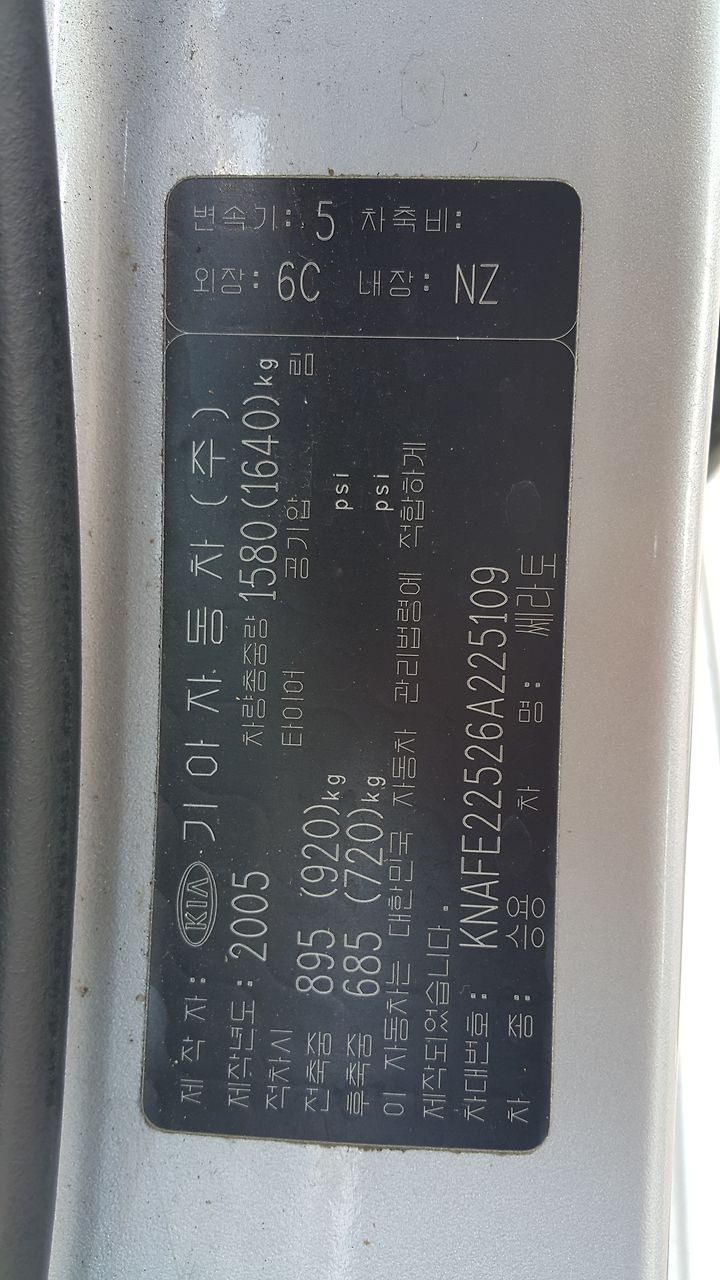 제 작 자: KIA 기아자동차(주)
제작년도: 2005 차량총중량 1580(1640)kg
적차시 타이어 공기압 림
전축중 895 (920)kg psi
후축중 685 (720)kg psi
이 자동차는 대한민국 자동차 관리법령에 적합하게
제작되었습니다.
차대번호: KNAFE22526A225109
차 종: 승용 차 명: 쎄라토
변속기: 5 차축비:
외장: 6C 내장: NZ